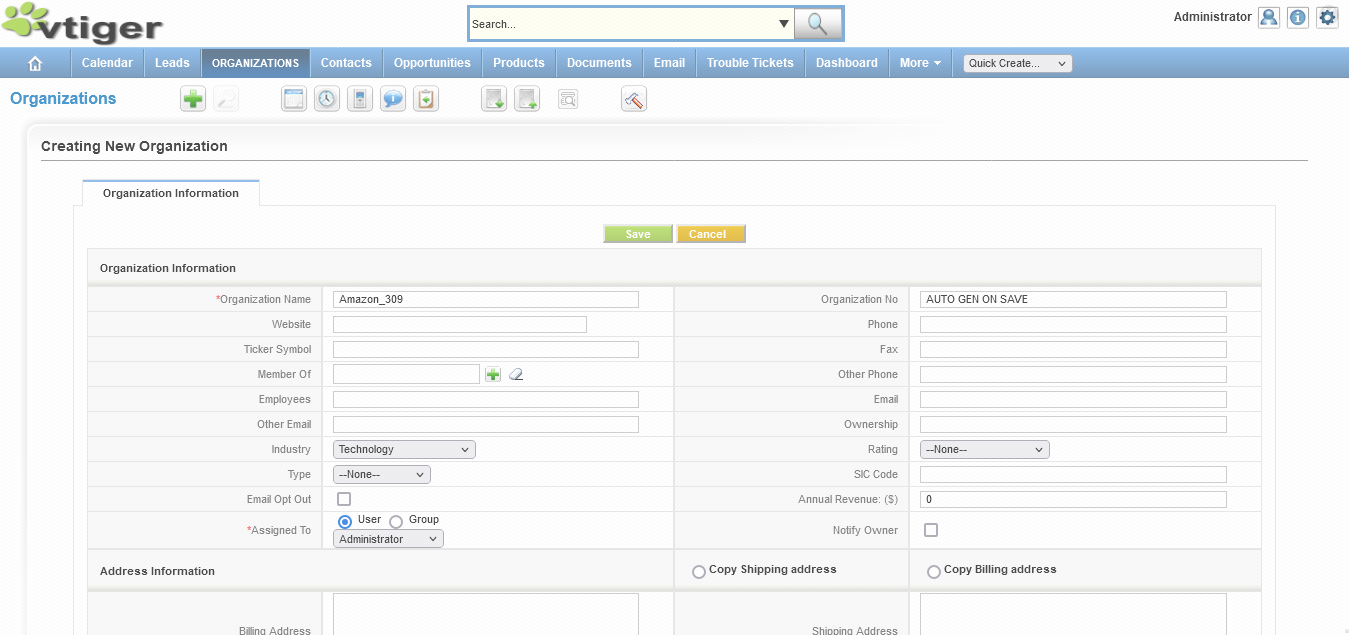 vtiger
Search...
Administrator
Calendar Leads ORGANIZATIONS Contacts Opportunities Products Documents Email Trouble Tickets Dashboard More Quick Create...
Organizations
Creating New Organization
Organization Information
Save Cancel
Organization Information
*Organization Name Amazon_309 Organization No AUTO GEN ON SAVE
Website Phone
Ticker Symbol Fax
Member Of Other Phone
Employees Email
Other Email Ownership
Industry Technology Rating --None--
Type --None-- SIC Code
Email Opt Out Annual Revenue: ($) 0
*Assigned To User Group Administrator Notify Owner
Address Information Copy Shipping address Copy Billing address
Billing Address Shipping Address